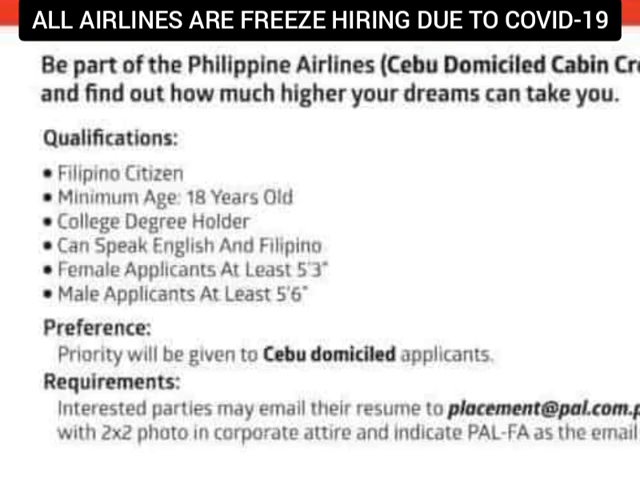 ALL AIRLINES ARE FREEZE HIRING DUE TO COVID-19
Be part of the Philippine Airlines (Cebu Domiciled Cabin Cr
and find out how much higher your dreams can take you.
Qualifications:
• Filipino Citizen
• Minimum Age: 18 Years Old
• College Degree Holder
• Can Speak English And Filipino
• Female Applicants At Least 5'3"
• Male Applicants At Least 5'6"
Preference:
Priority will be given to Cebu domiciled applicants.
Requirements:
Interested parties may email their resume to placement@pal.com.p
with 2x2 photo in corporate attire and indicate PAL-FA as the email